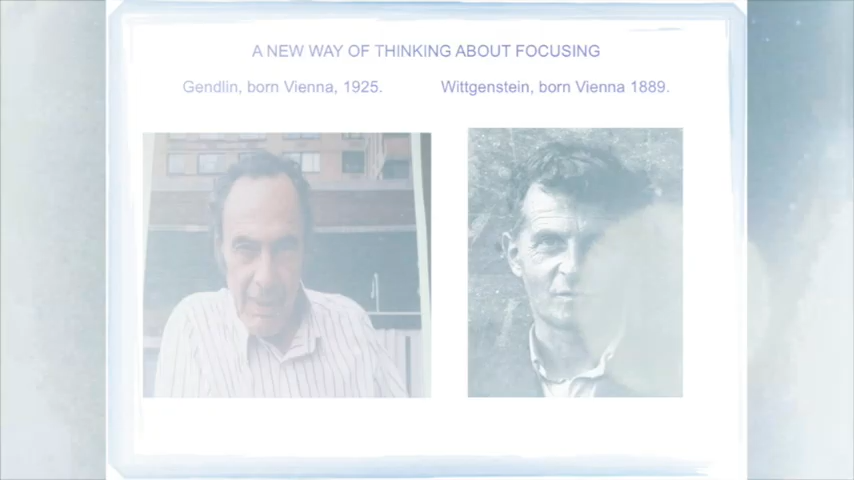 A NEW WAY OF THINKING ABOUT FOCUSING
Gendlin, born Vienna, 1925. Wittgenstein, born Vienna 1889.